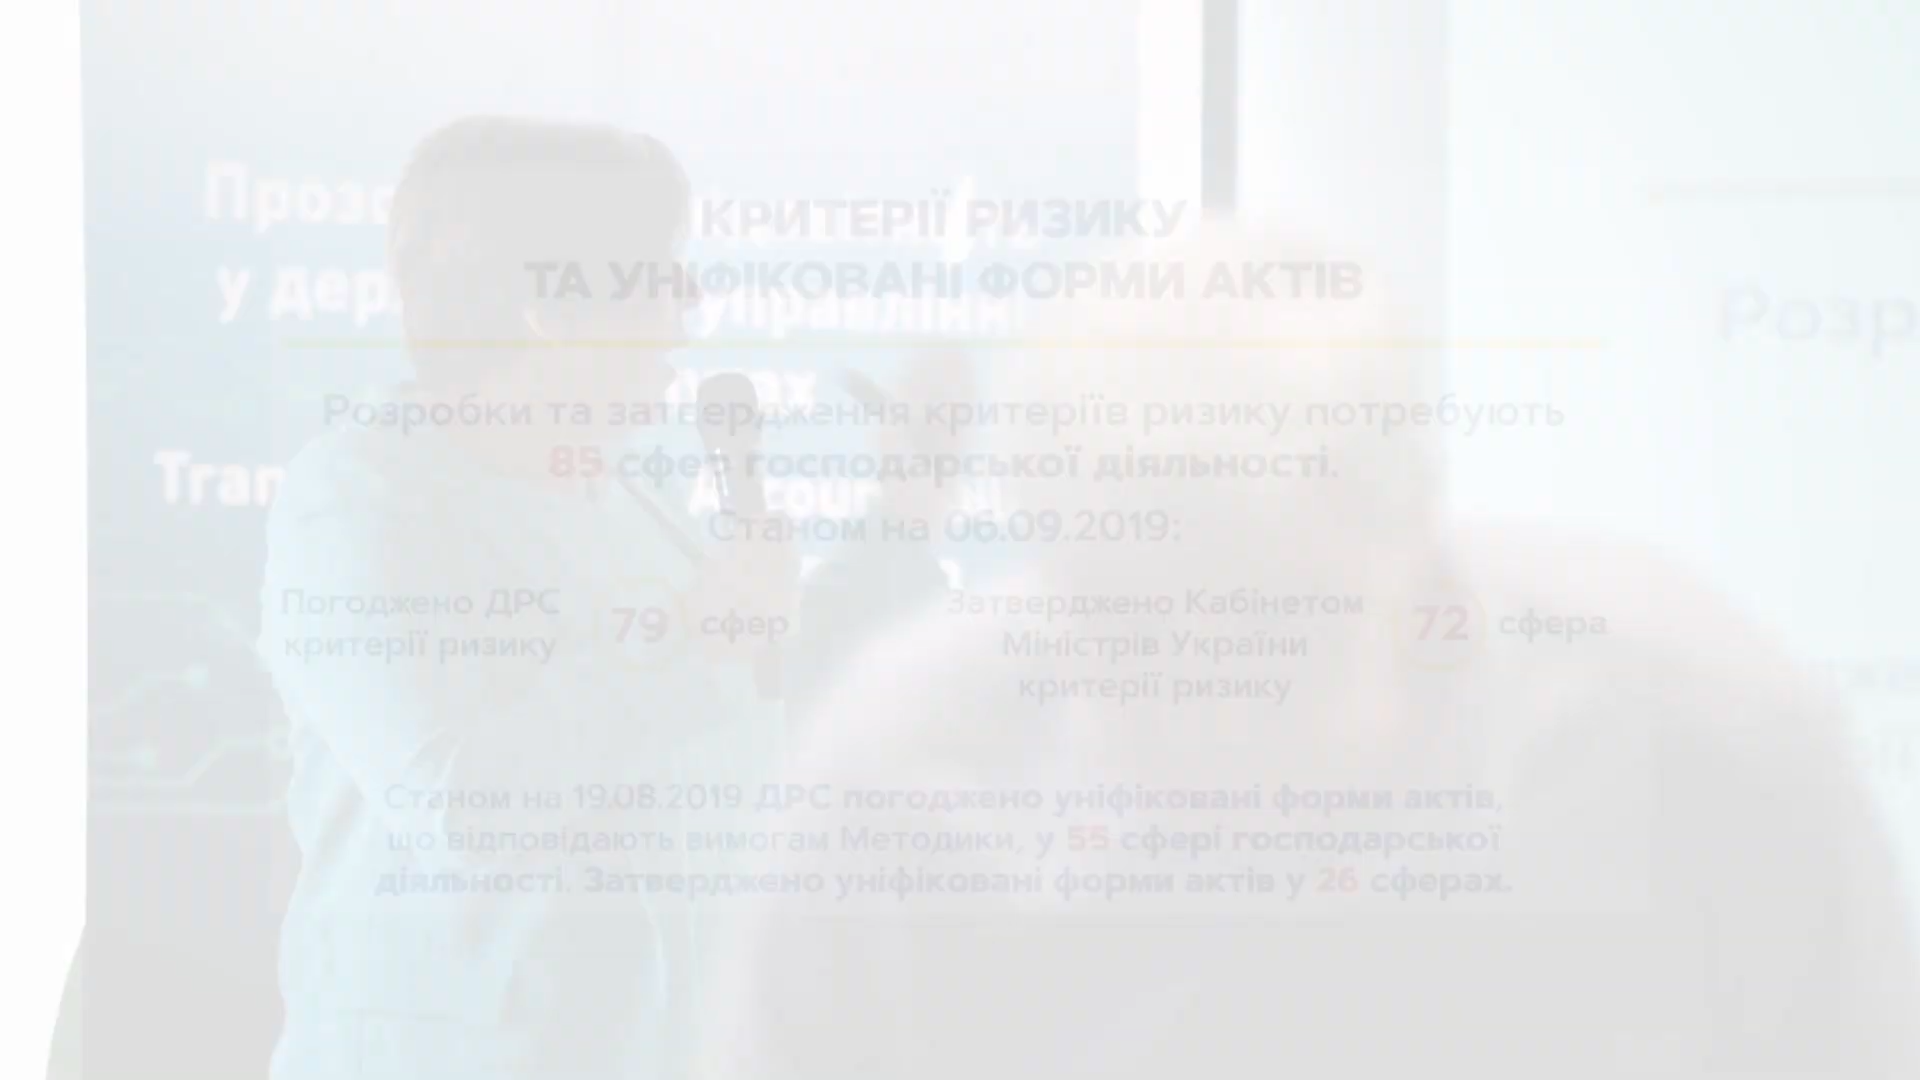 КРИТЕРІЇ РИЗИКУ
ТА УНІФІКОВАНІ ФОРМИ АКТІВ
Розробки та затвердження критеріїв ризику потребують
85 сфер господарської діяльності.
Станом на 06.09.2019:
Погоджено ДРС
критерії ризику
79 сфер
Затверджено Кабінетом
Міністрів України
критерії ризику
72 сфера
Станом на 19.08.2019 ДРС погоджено уніфіковані форми актів,
що відповідають вимогам Методики, у 55 сфері господарської
діяльності. Затверджено уніфіковані форми актів у 26 сферах.
у